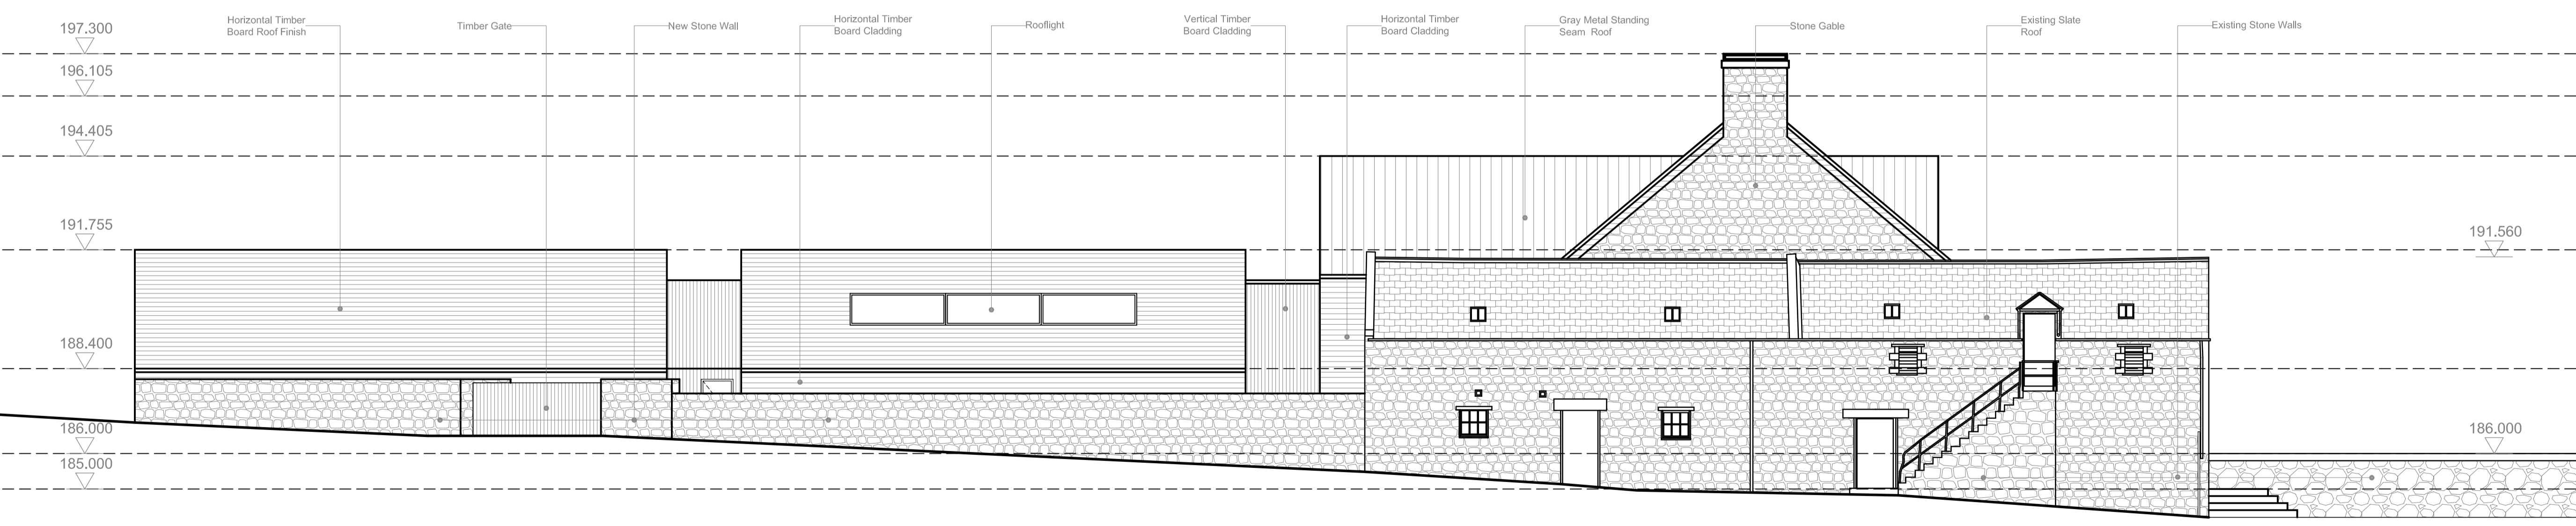 Horizontal Timber
Board Roof Finish
Timber Gate
New Stone Wall
Horizontal Timber
Board Cladding
Rooflight
Vertical Timber
Board Cladding
Horizontal Timber
Board Cladding
Gray Metal Standing
Seam Roof
Stone Gable
Existing Slate
Roof
Existing Stone Walls
197.300
196.105
194.405
191.755
188.400
186.000
185.000
191.560
186.000